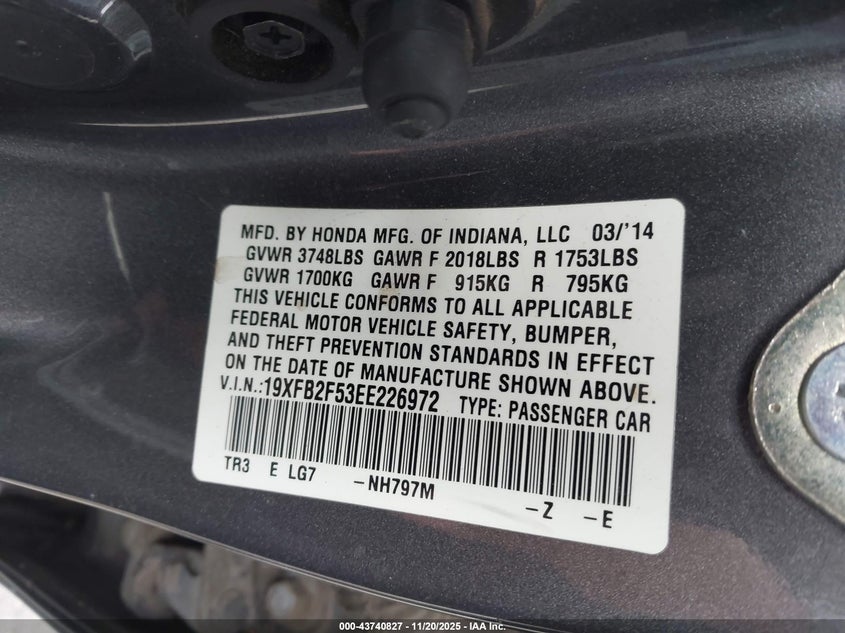 MFD. BY HONDA MFG. OF INDIANA, LLC 03/'14
GVWR 3748LBS GAWR F 2018LBS R 1753LBS
GVWR 1700KG GAWR F 915KG R 795KG
THIS VEHICLE CONFORMS TO ALL APPLICABLE
FEDERAL MOTOR VEHICLE SAFETY, BUMPER,
AND THEFT PREVENTION STANDARDS IN EFFECT
ON THE DATE OF MANUFACTURE SHOWN ABOVE.
V.I.N.:19XFB2F53EE226972 TYPE: PASSENGER CAR
TR3 E LG7 -NH797M -Z -E
000-43740827 - 11/20/2025 - IAA Inc.